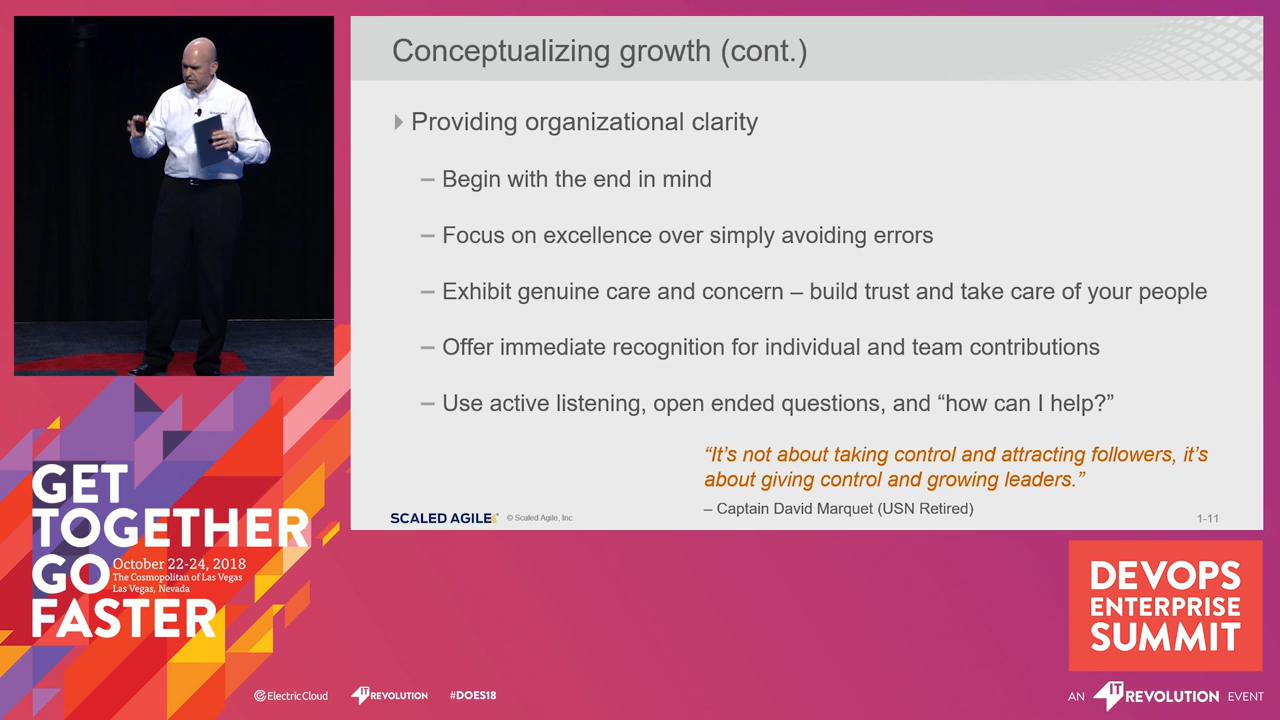 Conceptualizing growth (cont.)
Providing organizational clarity
– Begin with the end in mind
– Focus on excellence over simply avoiding errors
– Exhibit genuine care and concern – build trust and take care of your people
– Offer immediate recognition for individual and team contributions
– Use active listening, open ended questions, and “how can I help?”
“It’s not about taking control and attracting followers, it’s
about giving control and growing leaders.”
– Captain David Marquet (USN Retired)
SCALED AGILE © Scaled Agile, Inc. 1-11
GET
TOGETHER
GO
FASTER
October 22-24, 2018
The Cosmopolitan of Las Vegas
Las Vegas, Nevada
DEVOPS
ENTERPRISE
SUMMIT
Electric Cloud
IT REVOLUTION
#DOES18
AN IT REVOLUTION EVENT